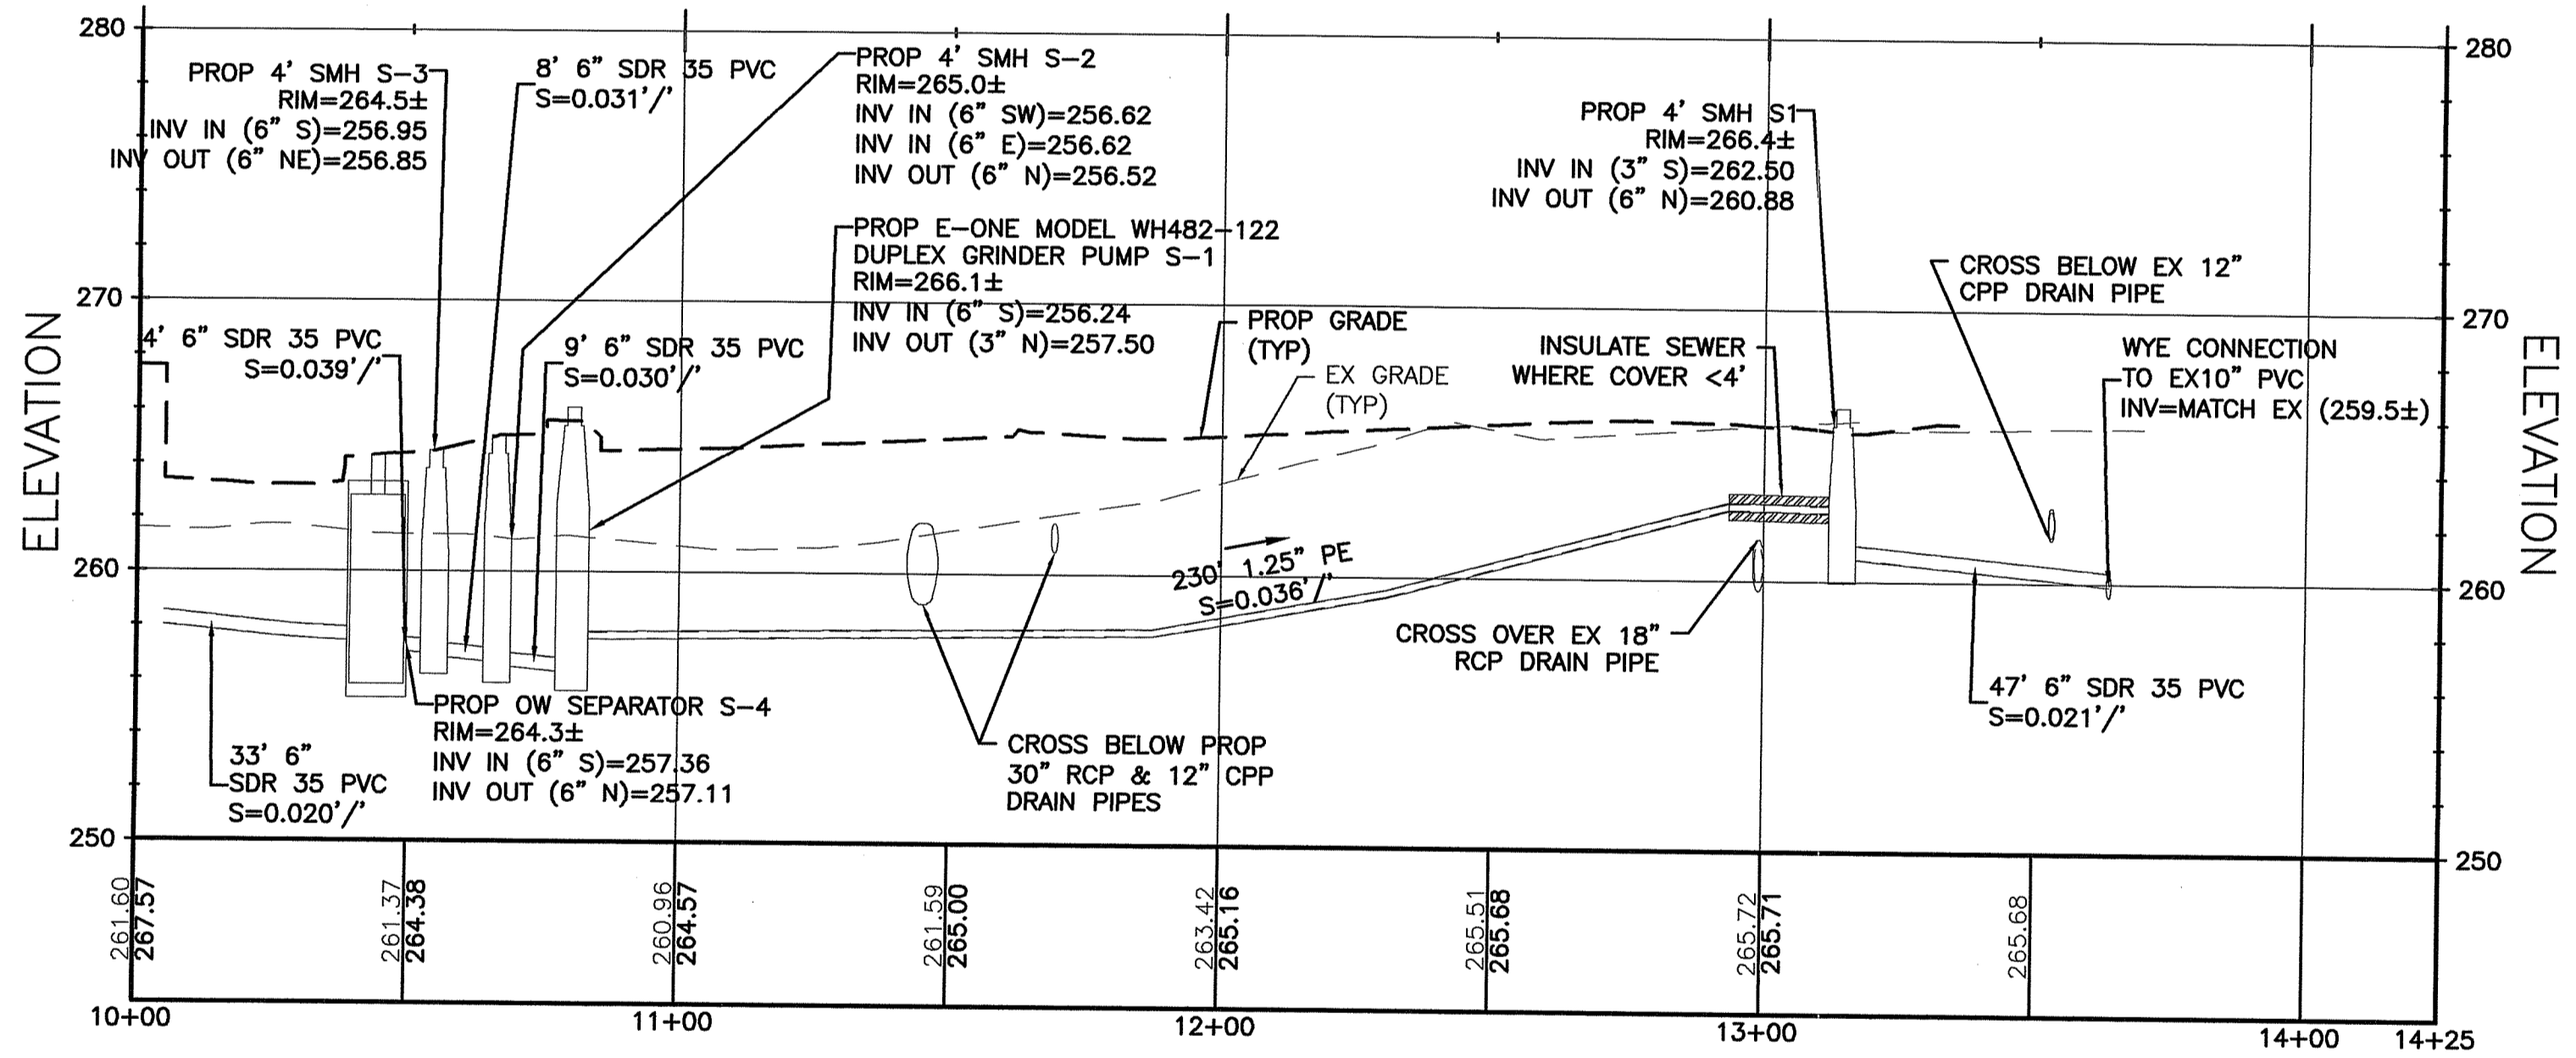 280
280
PROP 4' SMH S-3
RIM=264.5±
INV IN (6" S)=256.95
INV OUT (6" NE)=256.85
8' 6" SDR 35 PVC
S=0.031'/'
PROP 4' SMH S-2
RIM=265.0±
INV IN (6" SW)=256.62
INV IN (6" E)=256.62
INV OUT (6" N)=256.52
PROP 4' SMH S1
RIM=266.4±
INV IN (3" S)=262.50
INV OUT (6" N)=260.88
PROP E-ONE MODEL WH482-122
DUPLEX GRINDER PUMP S-1
RIM=266.1±
INV IN (6" S)=256.24
INV OUT (3" N)=257.50
CROSS BELOW EX 12"
CPP DRAIN PIPE
270
270
ELEVATION
ELEVATION
4' 6" SDR 35 PVC
S=0.039'/'
9' 6" SDR 35 PVC
S=0.030'/'
PROP GRADE
(TYP)
EX GRADE
(TYP)
INSULATE SEWER
WHERE COVER <4'
WYE CONNECTION
TO EX10" PVC
INV=MATCH EX (259.5±)
260
260
230' 1.25" PE
S=0.036'/'
CROSS OVER EX 18"
RCP DRAIN PIPE
47' 6" SDR 35 PVC
S=0.021'/'
PROP OW SEPARATOR S-4
RIM=264.3±
INV IN (6" S)=257.36
INV OUT (6" N)=257.11
33' 6"
SDR 35 PVC
S=0.020'/'
CROSS BELOW PROP
30" RCP & 12" CPP
DRAIN PIPES
250
250
261.60
267.57
261.37
264.38
260.96
264.57
261.59
265.00
263.42
265.16
265.51
265.68
265.72
265.71
265.68
10+00
11+00
12+00
13+00
14+00
14+25